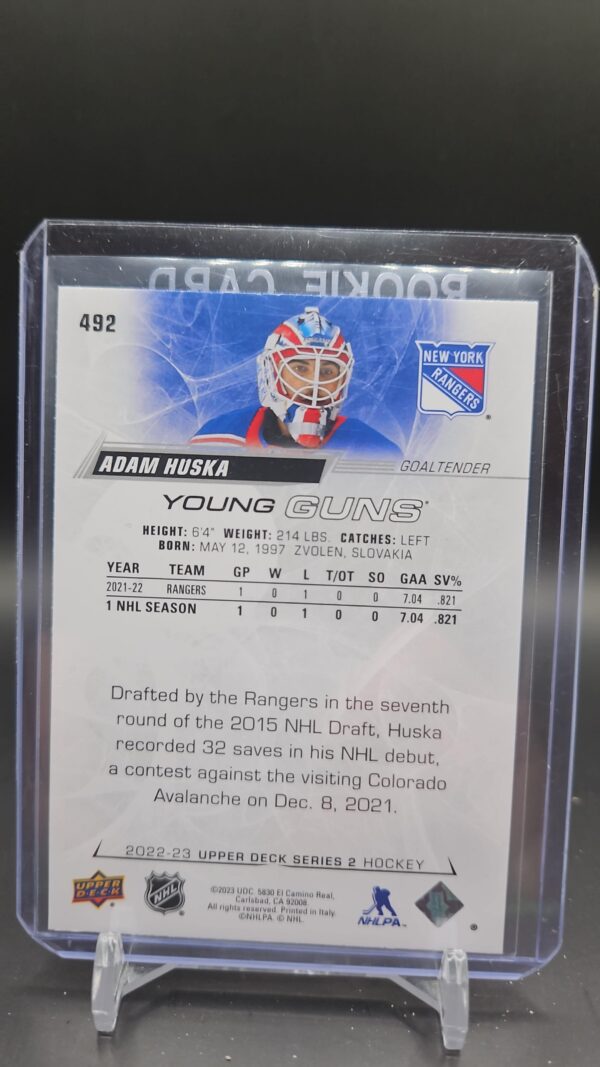 ROOKIE CARD
492
NEW YORK
RANGERS
ADAM HUSKA
GOALTENDER
YOUNG GUNS
HEIGHT: 6'4" WEIGHT: 214 LBS. CATCHES: LEFT
BORN: MAY 12, 1997 ZVOLEN, SLOVAKIA
YEAR TEAM GP W L T/OT SO GAA SV%
2021-22 RANGERS 1 0 1 0 0 7.04 .821
1 NHL SEASON 1 0 1 0 0 7.04 .821
Drafted by the Rangers in the seventh
round of the 2015 NHL Draft, Huska
recorded 32 saves in his NHL debut,
a contest against the visiting Colorado
Avalanche on Dec. 8, 2021.
2022-23 UPPER DECK SERIES 2 HOCKEY
UPPER DECK
NHL
©2023 UDC. 5830 El Camino Real,
Carlsbad, CA 92008.
All rights reserved. Printed in Italy.
©NHLPA. © NHL.
NHLPA